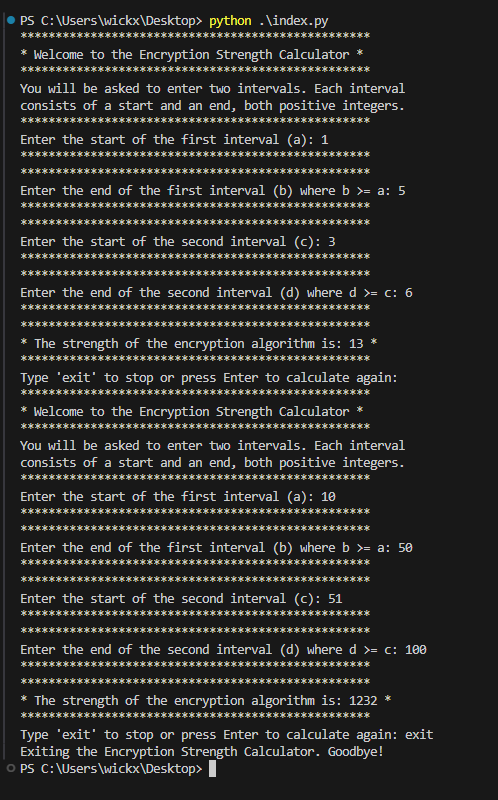 PS C:\Users\wickx\Desktop> python .\index.py
**************************************************
* Welcome to the Encryption Strength Calculator *
**************************************************
You will be asked to enter two intervals. Each interval
consists of a start and an end, both positive integers.
**************************************************
Enter the start of the first interval (a): 1
**************************************************
**************************************************
Enter the end of the first interval (b) where b >= a: 5
**************************************************
**************************************************
Enter the start of the second interval (c): 3
**************************************************
**************************************************
Enter the end of the second interval (d) where d >= c: 6
**************************************************
**************************************************
* The strength of the encryption algorithm is: 13 *
**************************************************
Type 'exit' to stop or press Enter to calculate again:
**************************************************
* Welcome to the Encryption Strength Calculator *
**************************************************
You will be asked to enter two intervals. Each interval
consists of a start and an end, both positive integers.
**************************************************
Enter the start of the first interval (a): 10
**************************************************
**************************************************
Enter the end of the first interval (b) where b >= a: 50
**************************************************
**************************************************
Enter the start of the second interval (c): 51
**************************************************
**************************************************
Enter the end of the second interval (d) where d >= c: 100
**************************************************
**************************************************
* The strength of the encryption algorithm is: 1232 *
**************************************************
Type 'exit' to stop or press Enter to calculate again: exit
Exiting the Encryption Strength Calculator. Goodbye!
PS C:\Users\wickx\Desktop>